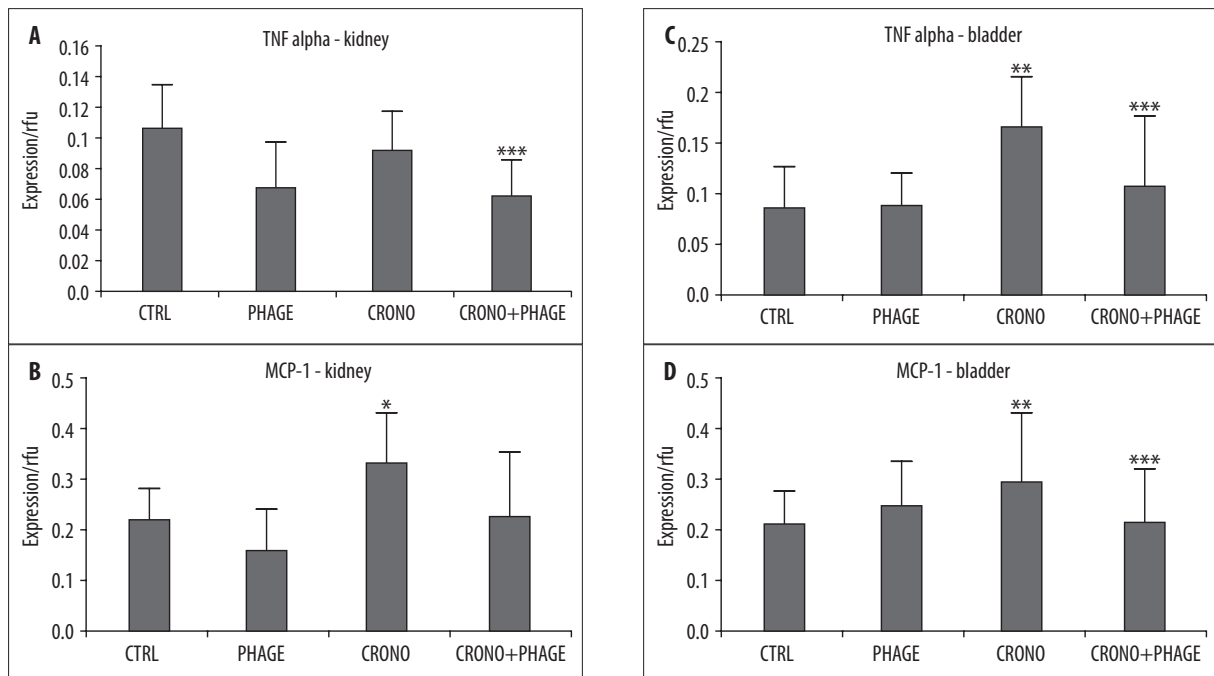 A
TNF alpha - kidney
Expression/rfu
0.16
0.14
0.12
0.1
0.08
0.06
0.04
0.02
0.0
***
CTRL PHAGE CRONO CRONO+PHAGE
B
MCP-1 - kidney
Expression/rfu
0.5
0.4
0.3
0.2
0.1
0.0
*
CTRL PHAGE CRONO CRONO+PHAGE
C
TNF alpha - bladder
Expression/rfu
0.25
0.2
0.15
0.1
0.05
0.0
**
***
CTRL PHAGE CRONO CRONO+PHAGE
D
MCP-1 - bladder
Expression/rfu
0.5
0.4
0.3
0.2
0.1
0.0
**
***
CTRL PHAGE CRONO CRONO+PHAGE